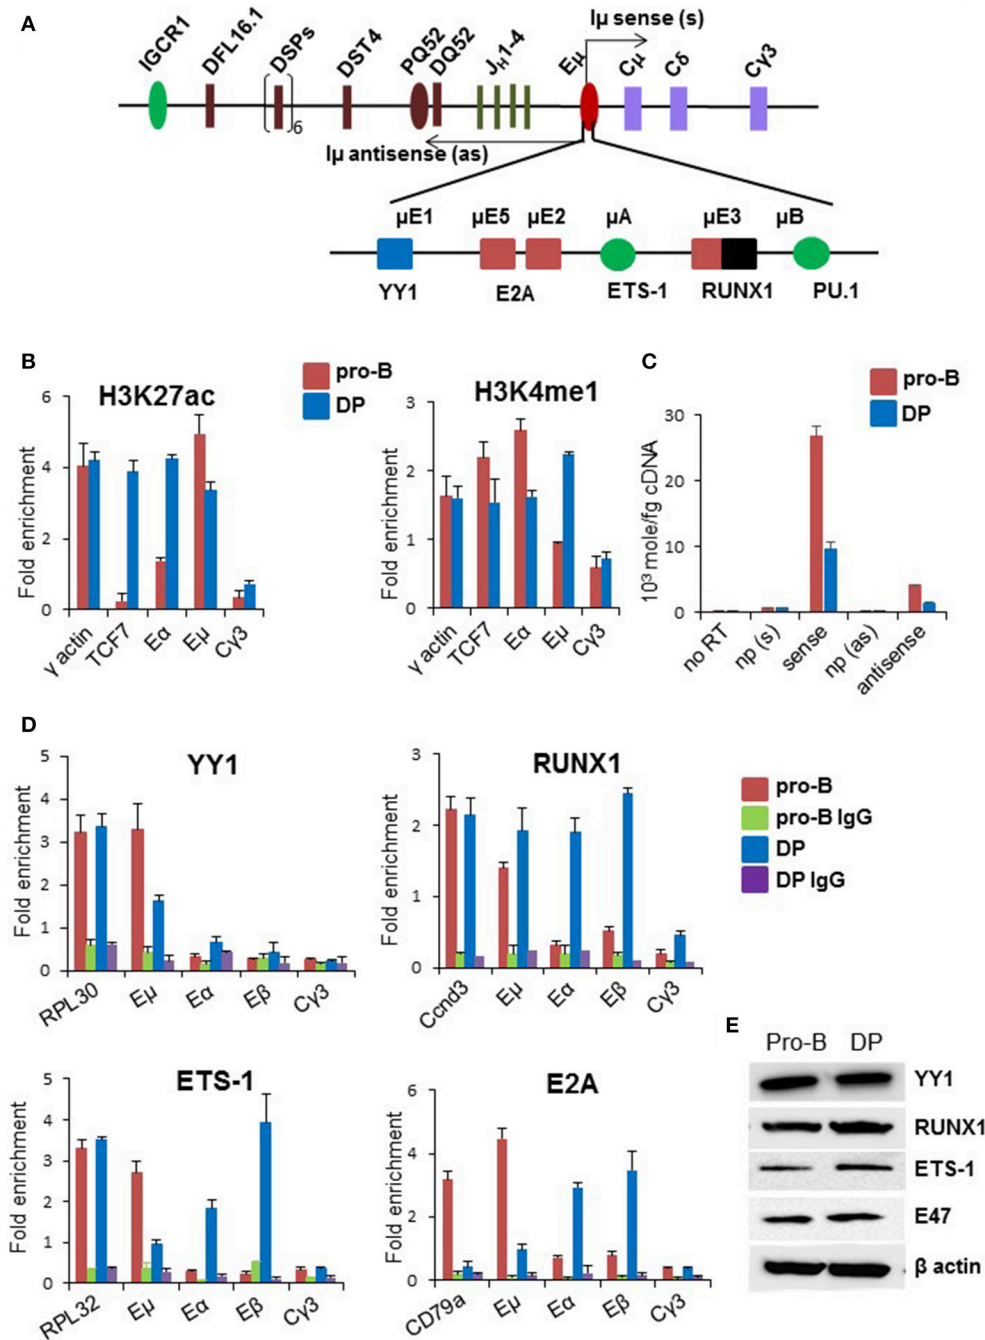 A
IGCR1
DFL16.1
DSPs
6
DST4
PQ52
DQ52
JH1-4
Eμ
Iμ sense (s)
Cμ
Cδ
Cγ3
Iμ antisense (as)
μE1
μE5
μE2
μA
μE3
μB
YY1
E2A
ETS-1
RUNX1
PU.1
B
H3K27ac
pro-B
DP
Fold enrichment
6
4
2
0
γ actin
TCF7
Eα
Eμ
Cγ3
H3K4me1
Fold enrichment
3
2
1
0
γ actin
TCF7
Eα
Eμ
Cγ3
C
pro-B
DP
10³ mole/fg cDNA
30
20
10
0
no RT
np (s)
sense
np (as)
antisense
D
YY1
Fold enrichment
5
4
3
2
1
0
RPL30
Eμ
Eα
Eβ
Cγ3
RUNX1
Fold enrichment
3
2
1
0
Ccnd3
Eμ
Eα
Eβ
Cγ3
pro-B
pro-B IgG
DP
DP IgG
ETS-1
Fold enrichment
5
4
3
2
1
0
RPL32
Eμ
Eα
Eβ
Cγ3
E2A
Fold enrichment
6
4
2
0
CD79a
Eμ
Eα
Eβ
Cγ3
E
Pro-B DP
YY1
RUNX1
ETS-1
E47
β actin